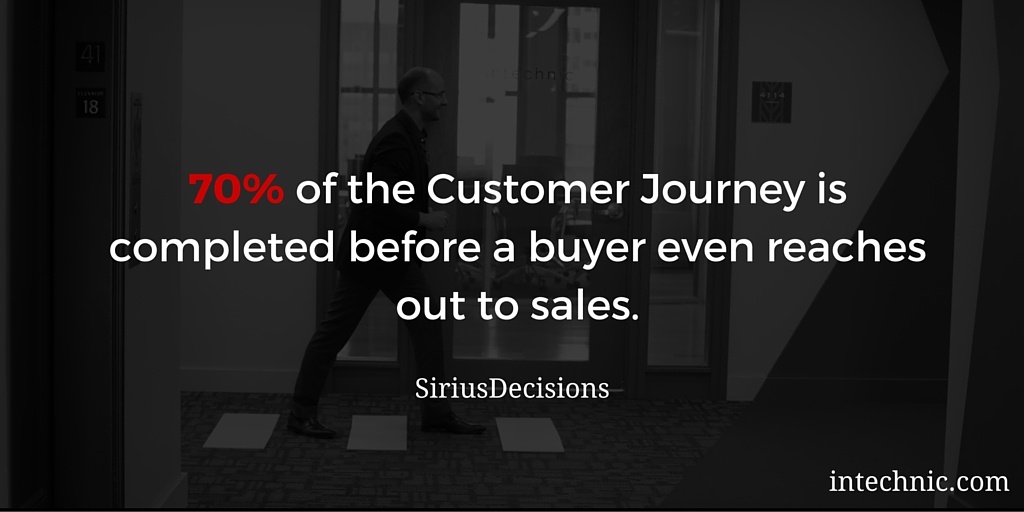 41
18
70% of the Customer Journey is
completed before a buyer even reaches
out to sales.
SiriusDecisions
intechnic.com